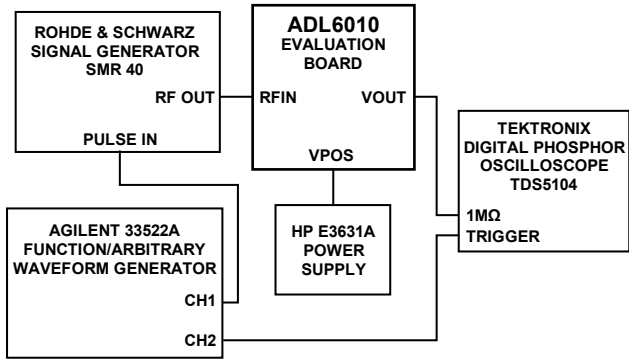 ROHDE & SCHWARZ
SIGNAL GENERATOR
SMR 40
RF OUT
PULSE IN
ADL6010
EVALUATION
BOARD
RFIN
VOUT
VPOS
TEKTRONIX
DIGITAL PHOSPHOR
OSCILLOSCOPE
TDS5104
1MΩ
TRIGGER
AGILENT 33522A
FUNCTION/ARBITRARY
WAVEFORM GENERATOR
CH1
CH2
HP E3631A
POWER
SUPPLY